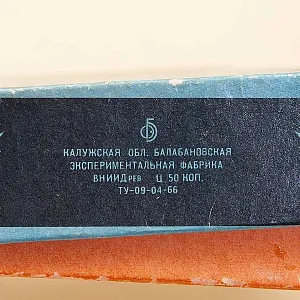 КАЛУЖСКАЯ ОБЛ. БАЛАБАНОВСКАЯ
ЭКСПЕРИМЕНТАЛЬНАЯ ФАБРИКА
ВНИИДРЕВ Ц 50 КОП.
ТУ-09-04-66